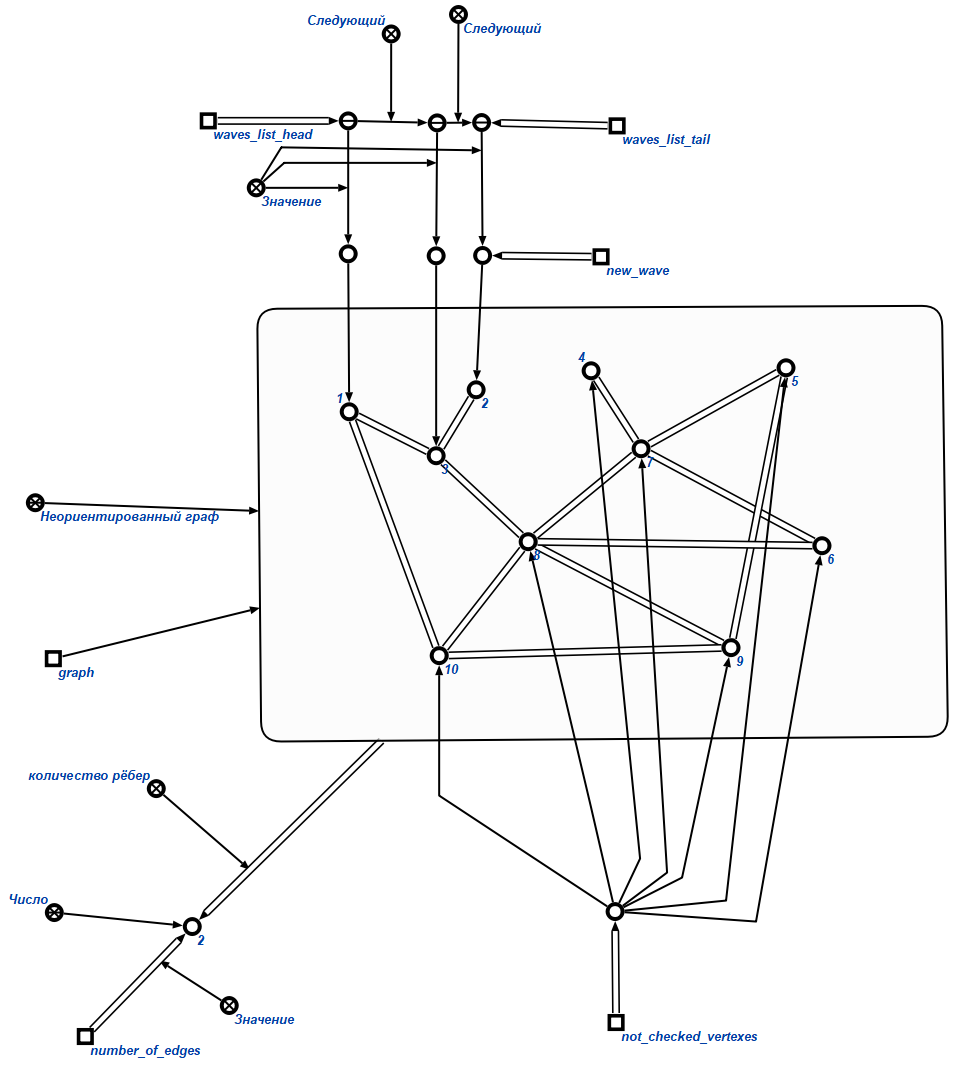 Следующий
Следующий
waves_list_head
waves_list_tail
Значение
new_wave
4
5
1
2
3
7
Неориентированный граф
8
6
graph
10
9
количество рёбер
Число
2
Значение
number_of_edges
not_checked_vertexes